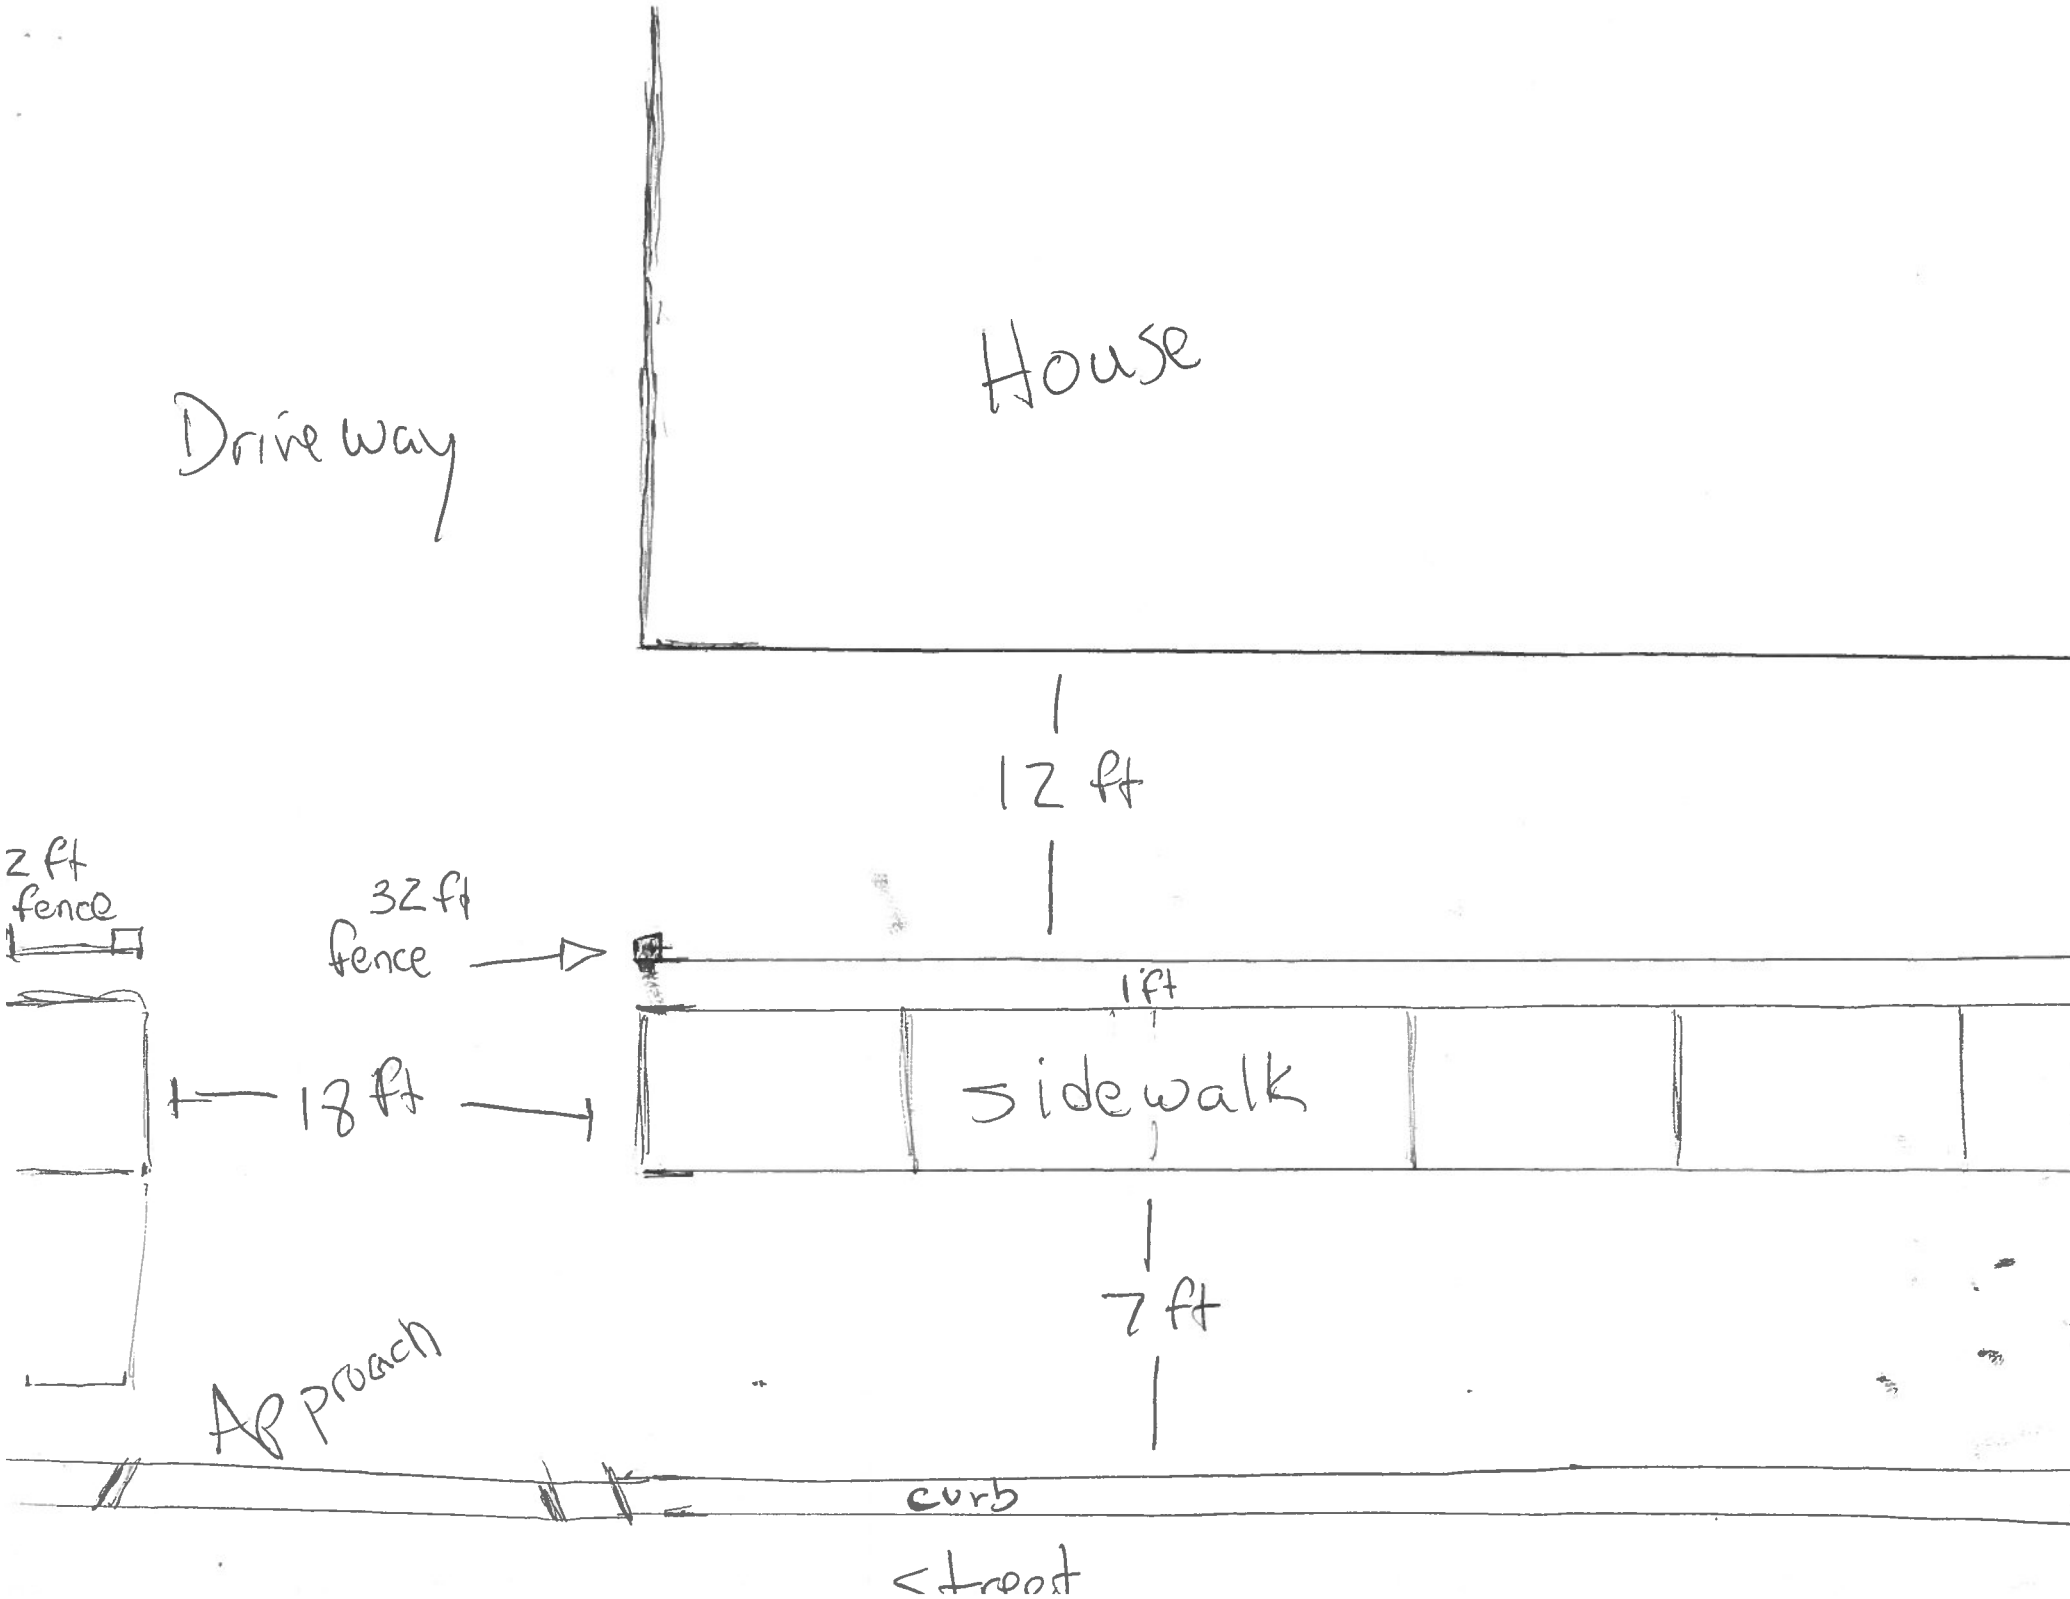 House
Driveway
12 ft
2 ft
fence
32 ft
fence
1 ft
sidewalk
18 ft
7 ft
Approach
curb
street